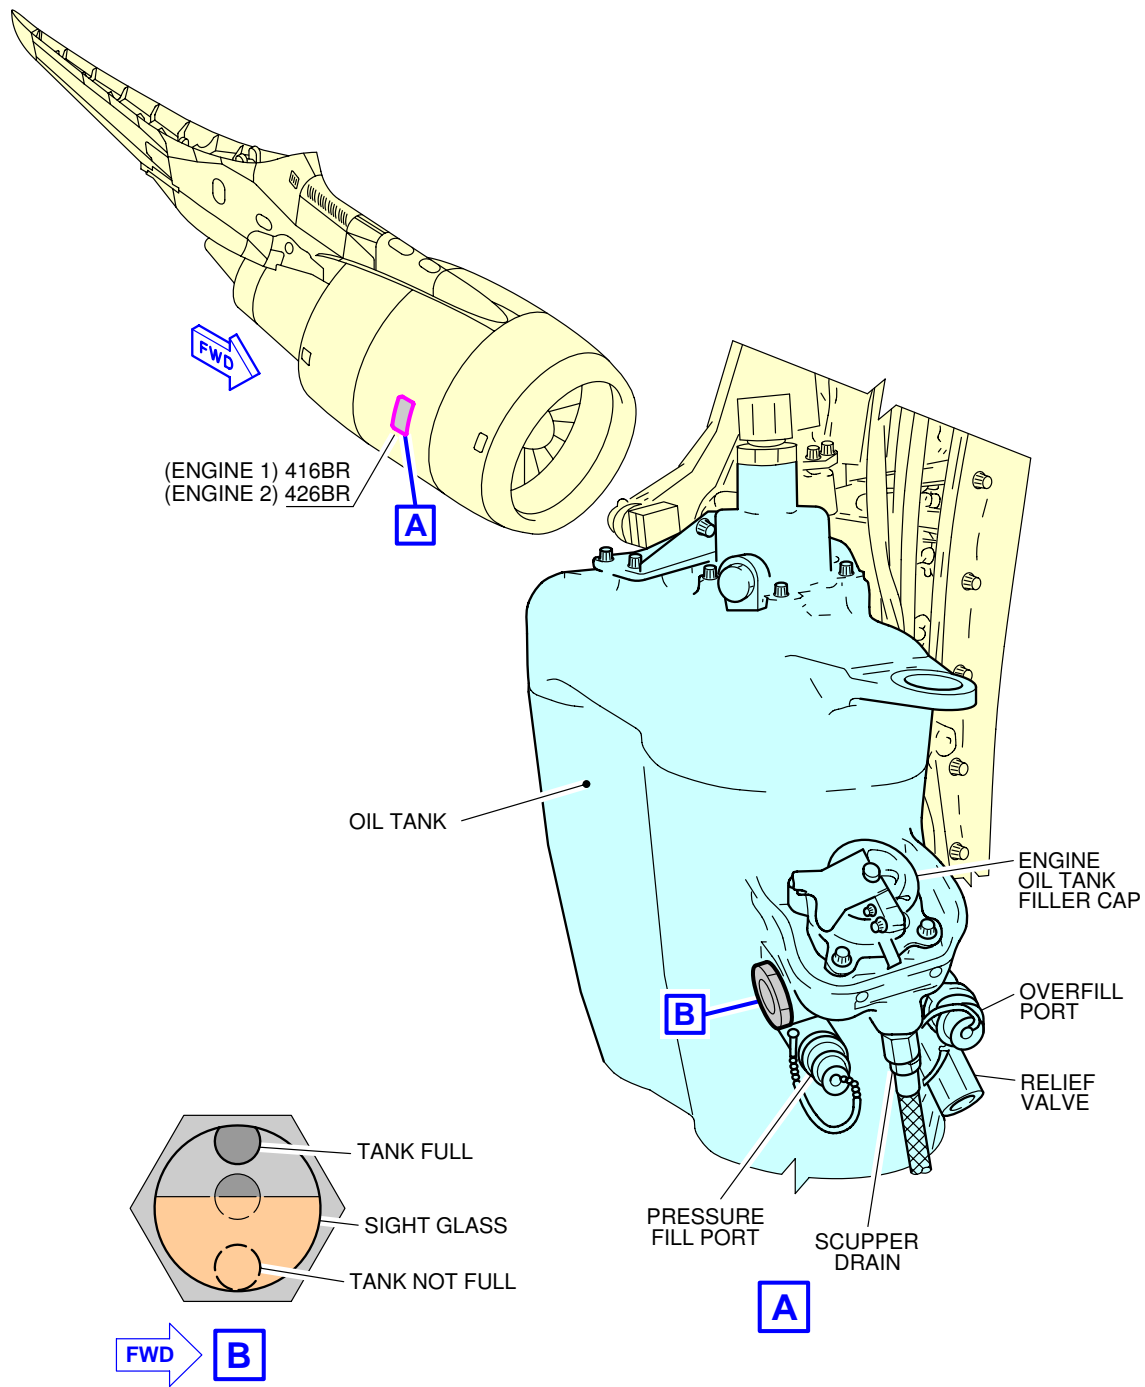 FWD
(ENGINE 1) 416BR
(ENGINE 2) 426BR
A
OIL TANK
ENGINE
OIL TANK
FILLER CAP
B
OVERFILL
PORT
RELIEF
VALVE
PRESSURE
FILL PORT
SCUPPER
DRAIN
A
TANK FULL
SIGHT GLASS
TANK NOT FULL
FWD
B